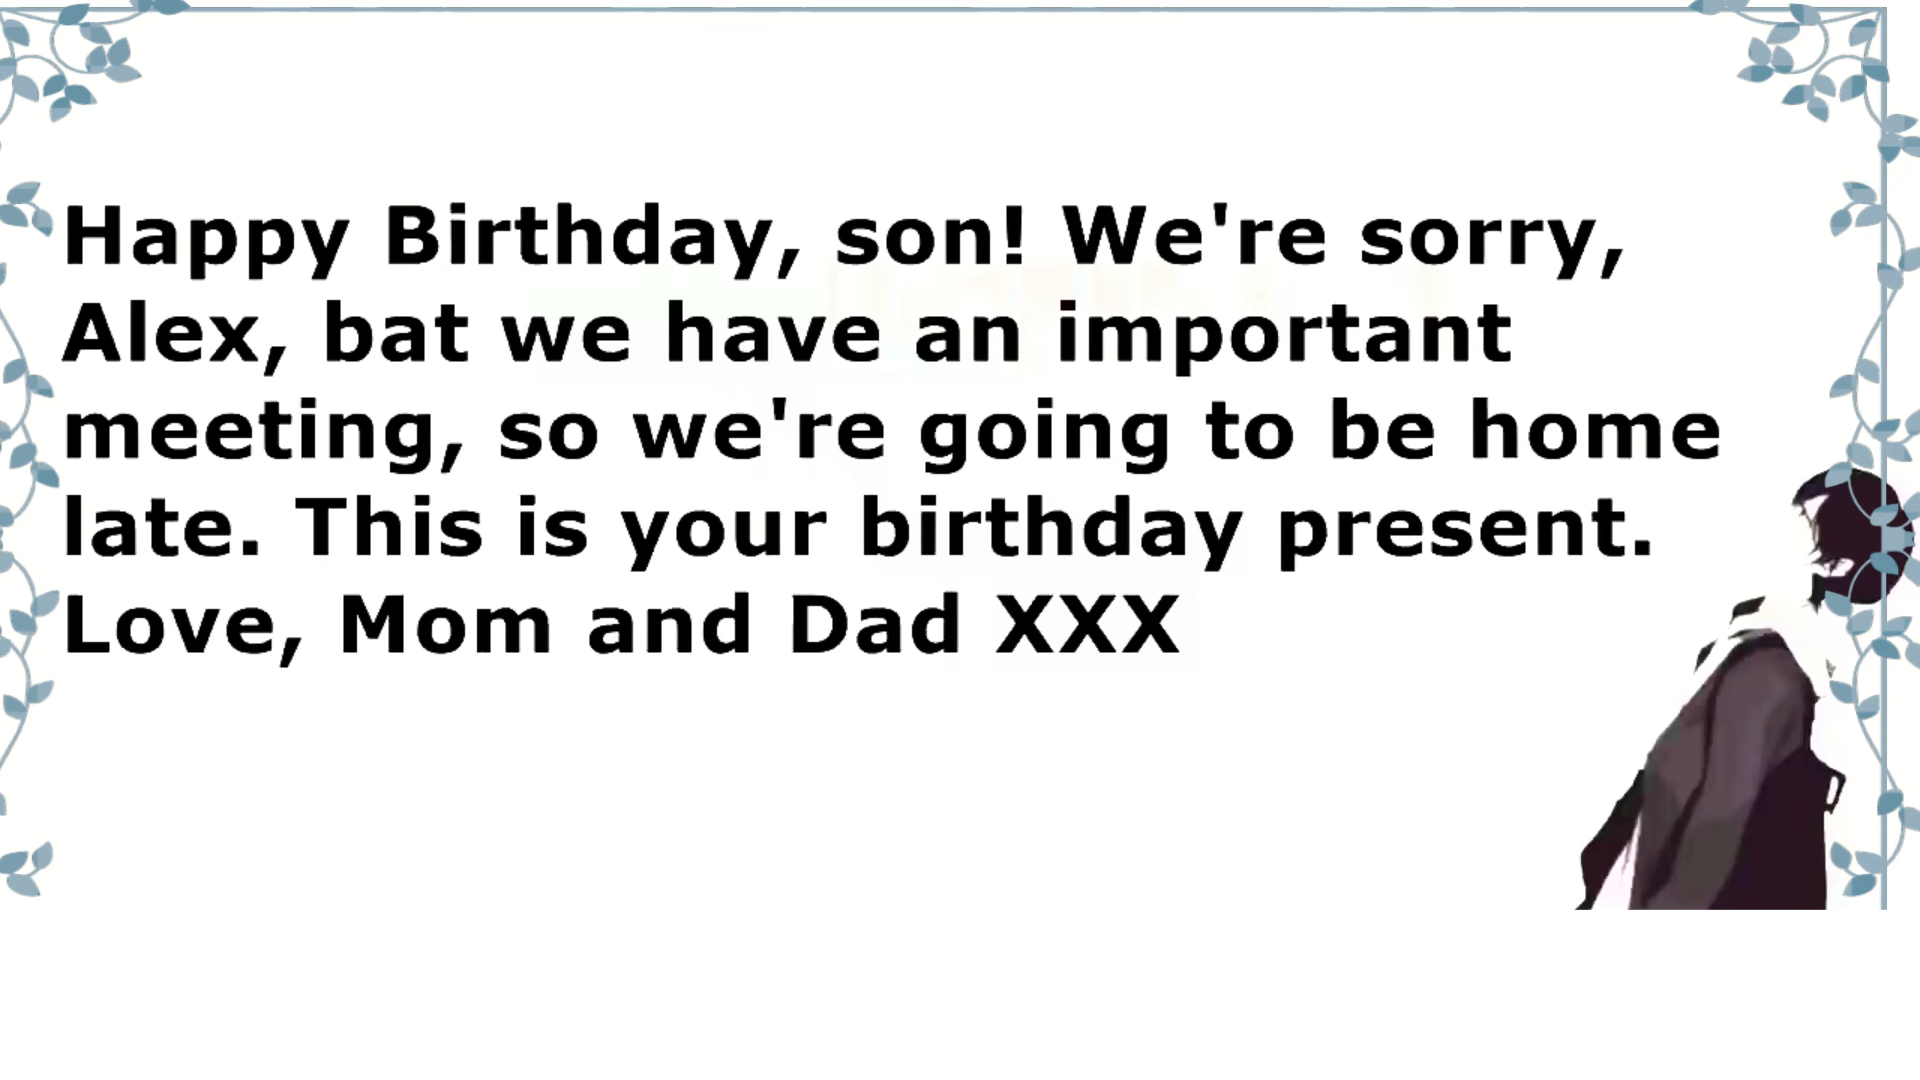 Happy Birthday, son! We're sorry,
Alex, bat we have an important
meeting, so we're going to be home
late. This is your birthday present.
Love, Mom and Dad XXX